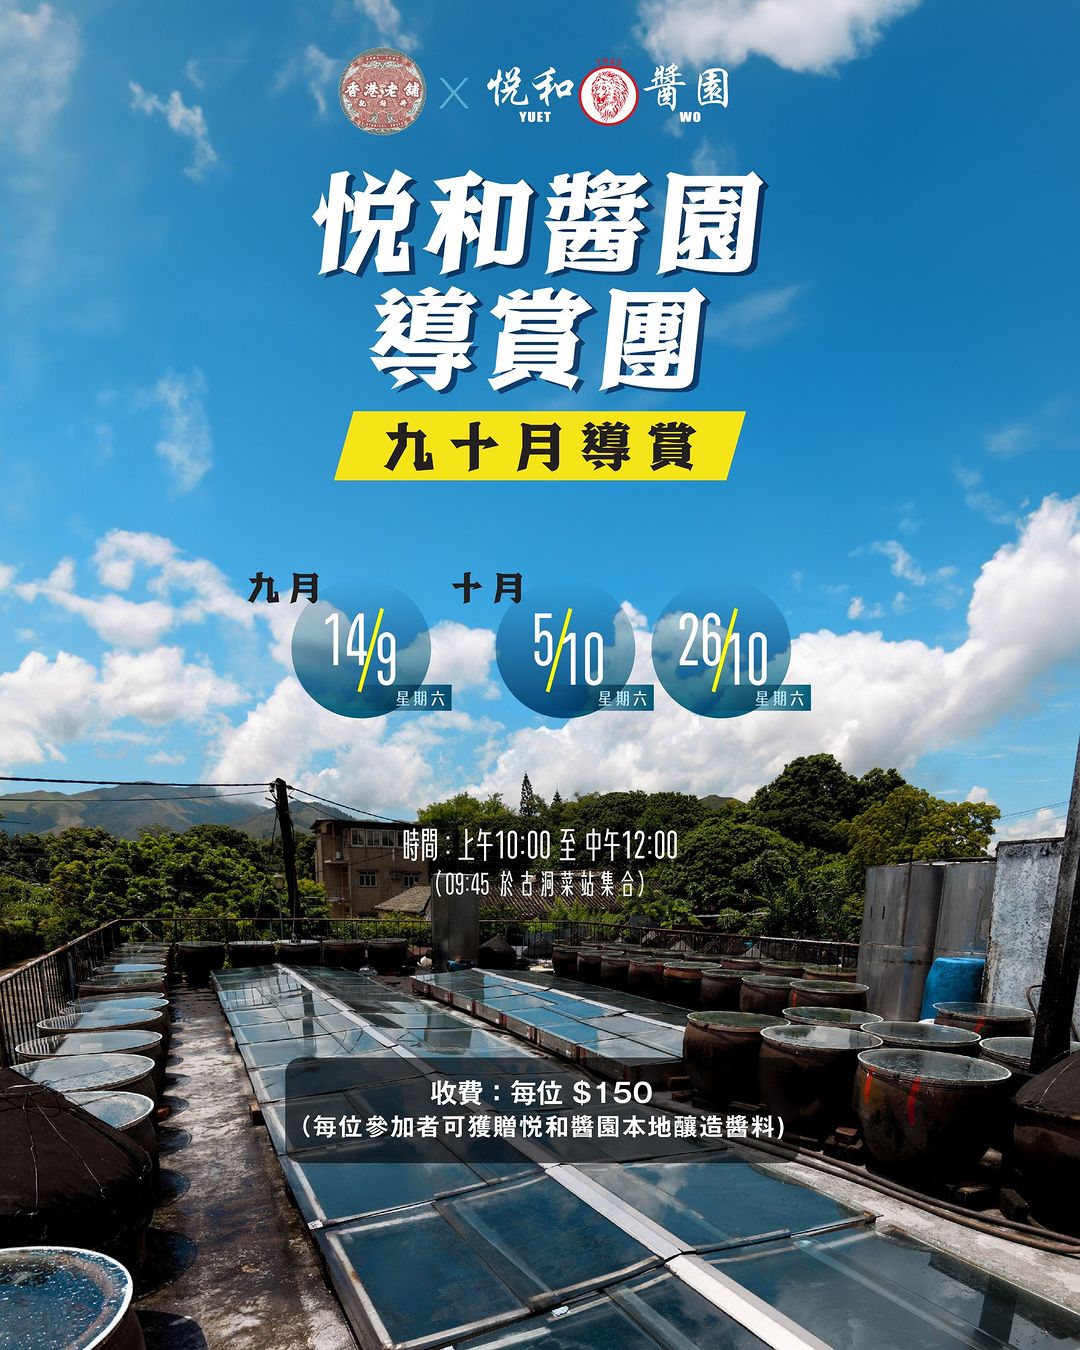 香港老舖
悦和 1945 醬園
YUET WO
悦和醬園
導賞團
九十月導賞
九月
14/9
星期六
十月
5/10
星期六
26/10
星期六
時間：上午10:00 至 中午12:00
（09:45 於古洞菜站集合）
收費：每位 $150
（每位參加者可獲贈悦和醬園本地釀造醬料）